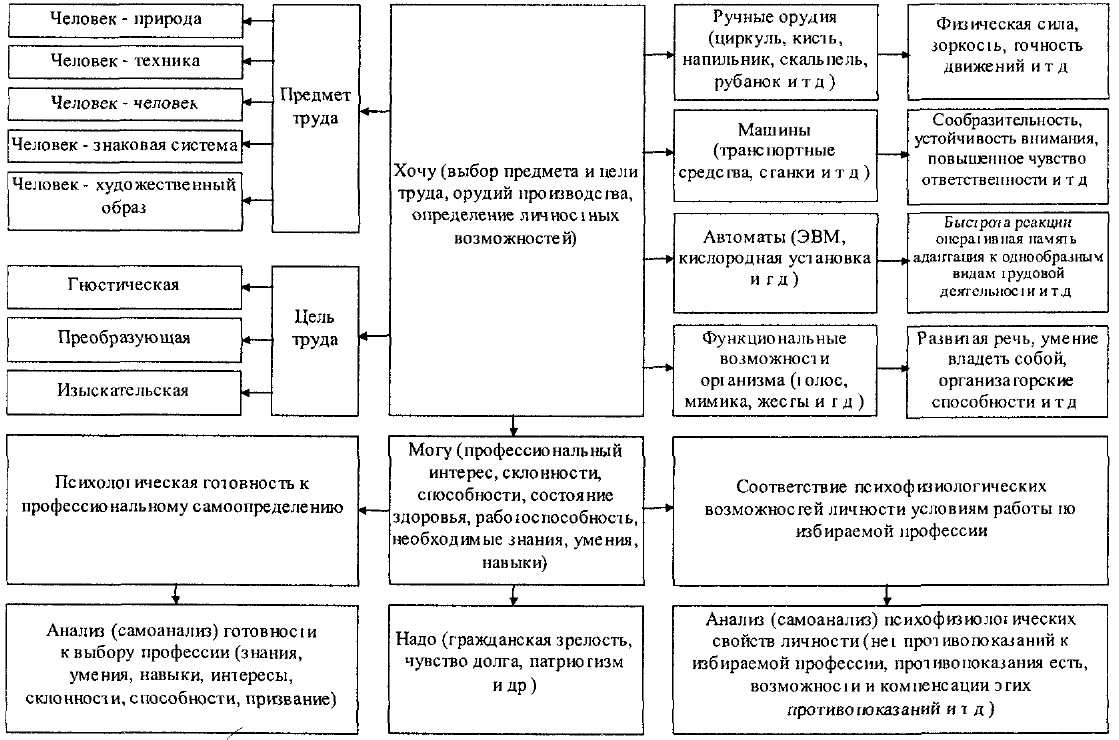 Человек - природа
Человек - техника
Человек - человек
Человек - знаковая система
Человек - художественный
образ
Предмет
труда
Гностическая
Преобразующая
Изыскательская
Цель
труда
Хочу (выбор предмета и цели
труда, орудий производства,
определение личностных
возможностей)
Ручные орудия
(циркуль, кисть,
напильник, скальпель,
рубанок и т д )
Физическая сила,
зоркость, точность
движений и т д
Машины
(транспортные
средства, станки и т д )
Сообразительность,
устойчивость внимания,
повышенное чувство
ответственности и т д
Автоматы (ЭВМ,
кислородная установка
и т д )
Быстрота реакции
оперативная память
адаптация к однообразным
видам трудовой
деятельности и т.д
Функциональные
возможности
организма (голос,
мимика, жесты и т д )
Развитая речь, умение
владеть собой,
организаторские
способности и т д
Психологическая готовность к
профессиональному самоопределению
Могу (профессиональный
интерес, склонности,
способности, состояние
здоровья, работоспособность,
необходимые знания, умения,
навыки)
Соответствие психофизиологических
возможностей личности условиям работы по
избираемой профессии
Анализ (самоанализ) готовности
к выбору профессии (знания,
умения, навыки, интересы,
склонности, способности, призвание)
Надо (гражданская зрелость,
чувство долга, патриотизм
и др )
Анализ (самоанализ) психофизиологических
свойств личности (нет противопоказаний к
избираемой профессии, противопоказания есть,
возможности и компенсации этих
противопоказаний и т д )